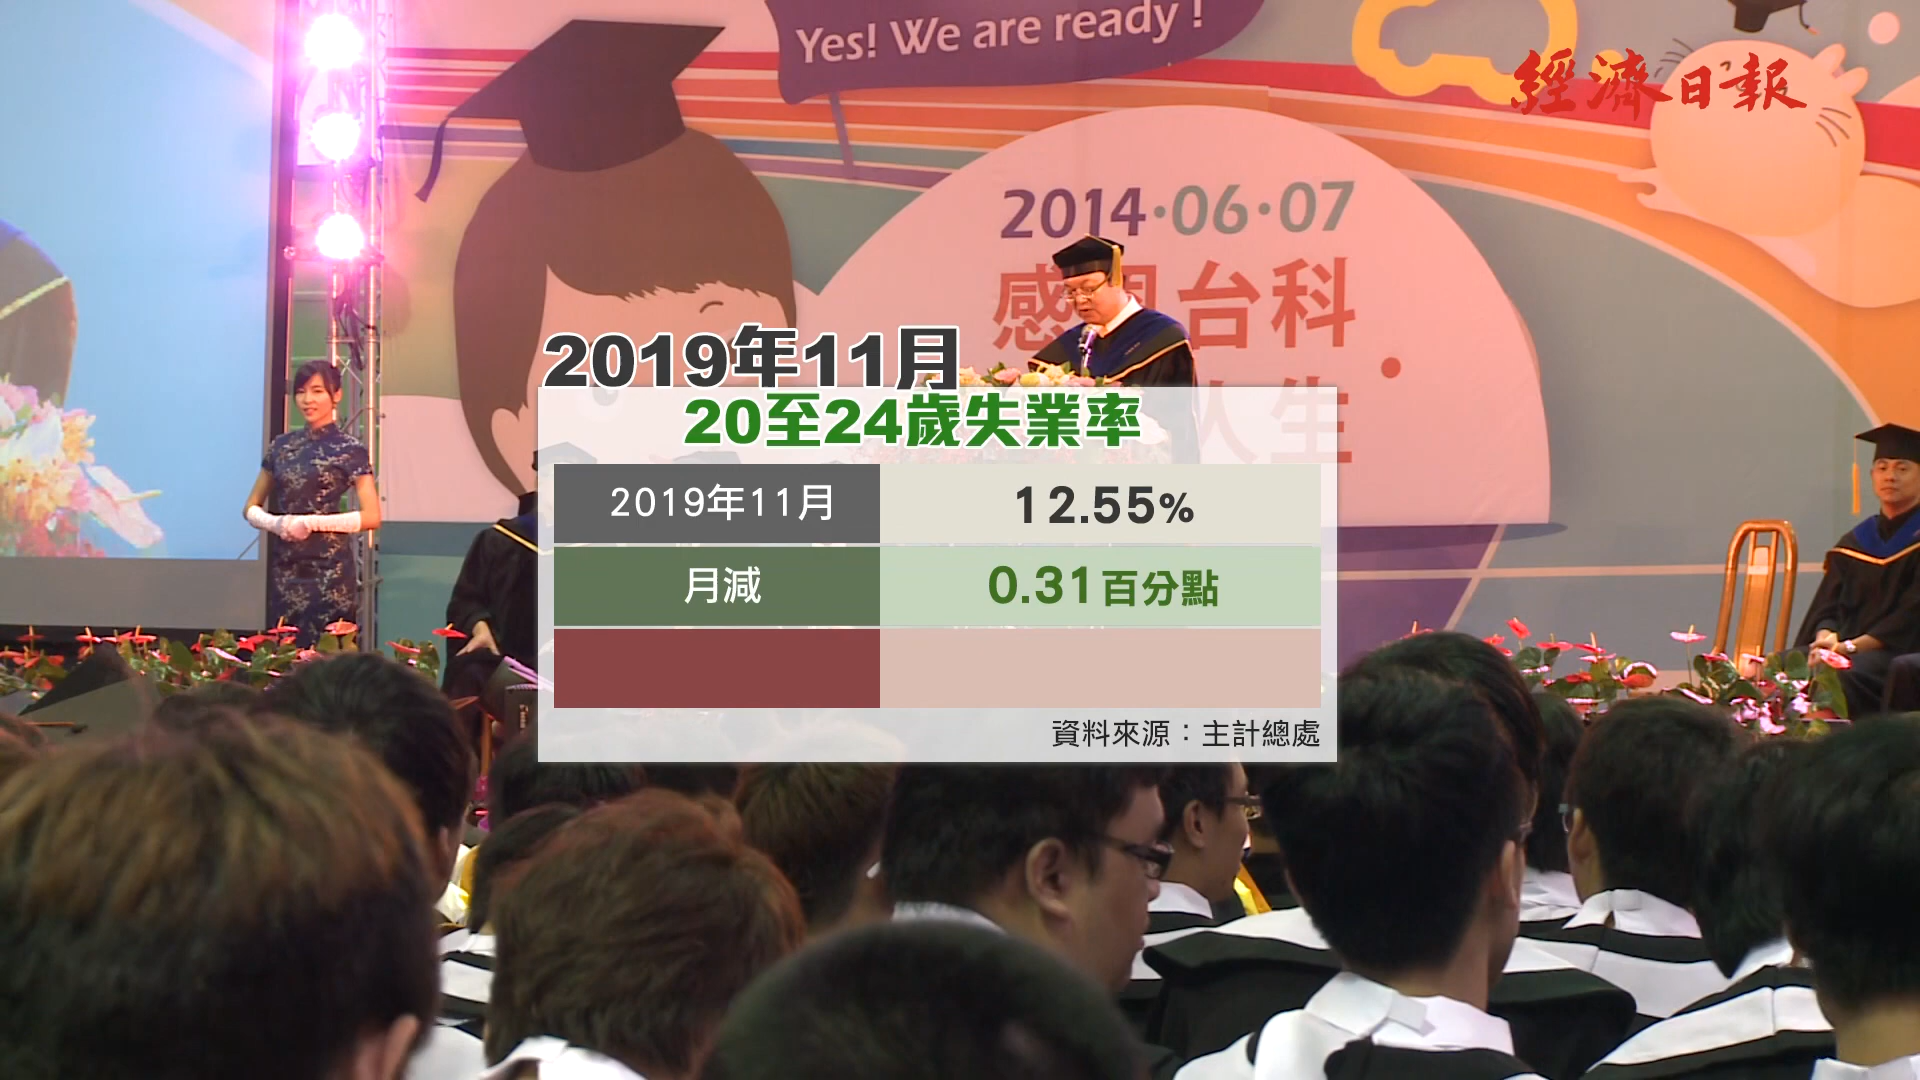 Yes! We are ready !
經濟日報
2014·06·07
感恩台科
人生
2019年11月
20至24歲失業率
2019年11月 12.55%
月減 0.31百分點
資料來源：主計總處